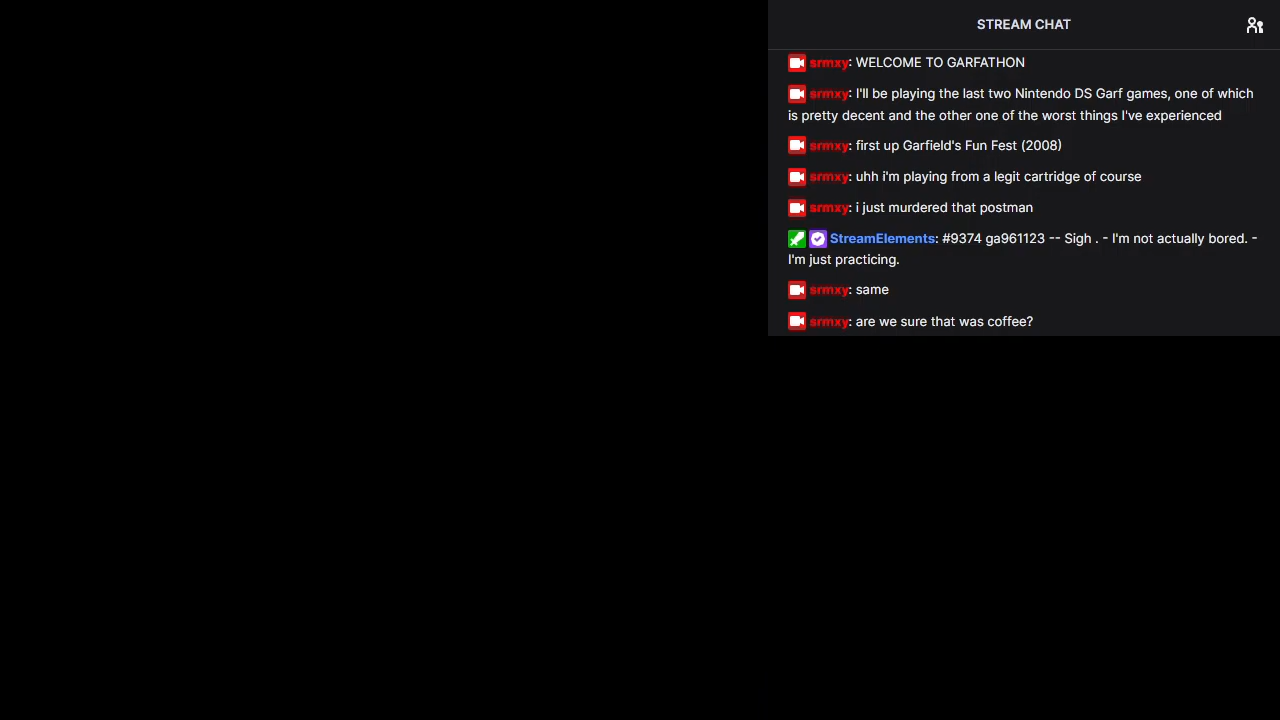 STREAM CHAT
srmxy: WELCOME TO GARFATHON
srmxy: I'll be playing the last two Nintendo DS Garf games, one of which
is pretty decent and the other one of the worst things I've experienced
srmxy: first up Garfield's Fun Fest (2008)
srmxy: uhh i'm playing from a legit cartridge of course
srmxy: i just murdered that postman
StreamElements: #9374 ga961123 -- Sigh . - I'm not actually bored. -
I'm just practicing.
srmxy: same
srmxy: are we sure that was coffee?